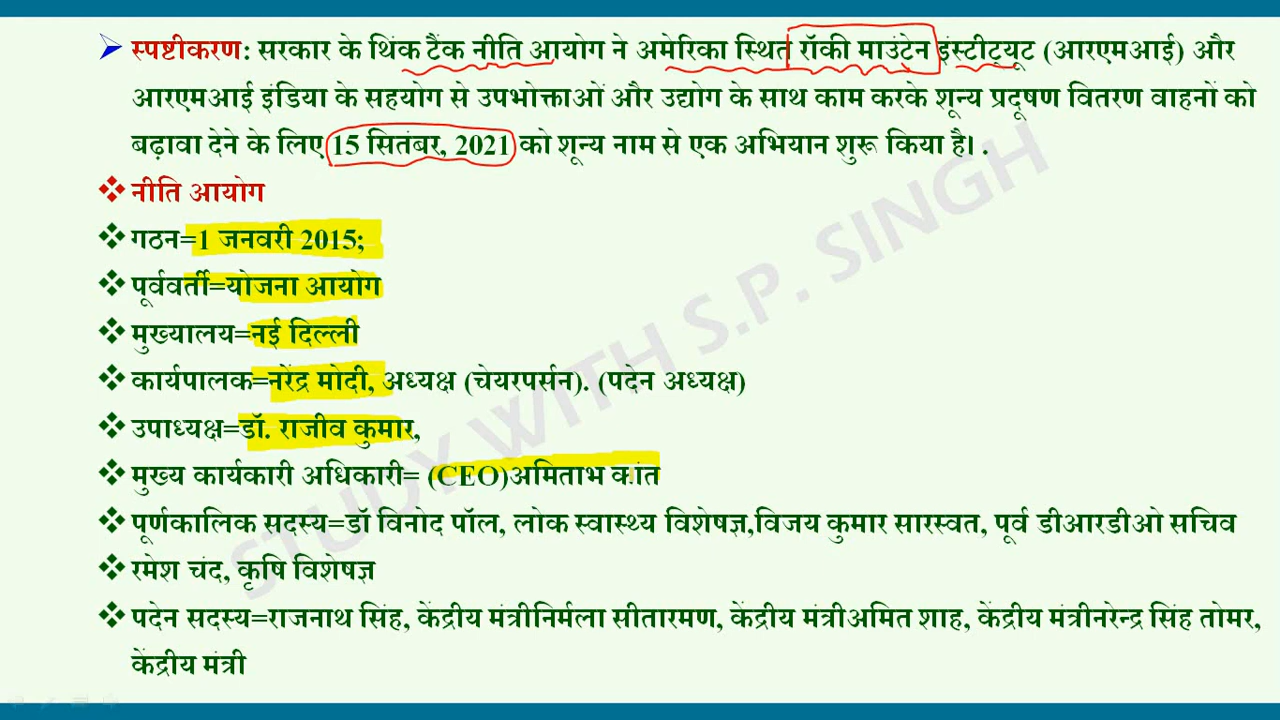 ➢ स्पष्टीकरण: सरकार के थिंक टैंक नीति आयोग ने अमेरिका स्थित रॉकी माउंटेन इंस्टीट्यूट (आरएमआई) और
आरएमआई इंडिया के सहयोग से उपभोक्ताओं और उद्योग के साथ काम करके शून्य प्रदूषण वितरण वाहनों को
बढ़ावा देने के लिए 15 सितंबर, 2021 को शून्य नाम से एक अभियान शुरू किया है। .
❖ नीति आयोग
❖ गठन=1 जनवरी 2015;
❖ पूर्ववर्ती=योजना आयोग
❖ मुख्यालय=नई दिल्ली
❖ कार्यपालक=नरेंद्र मोदी, अध्यक्ष (चेयरपर्सन). (पदेन अध्यक्ष)
❖ उपाध्यक्ष=डॉ. राजीव कुमार,
❖ मुख्य कार्यकारी अधिकारी= (CEO)अमिताभ कांत
❖ पूर्णकालिक सदस्य=डॉ विनोद पॉल, लोक स्वास्थ्य विशेषज्ञ,विजय कुमार सारस्वत, पूर्व डीआरडीओ सचिव
❖ रमेश चंद, कृषि विशेषज्ञ
❖ पदेन सदस्य=राजनाथ सिंह, केंद्रीय मंत्रीनिर्मला सीतारमण, केंद्रीय मंत्रीअमित शाह, केंद्रीय मंत्रीनरेन्द्र सिंह तोमर,
केंद्रीय मंत्री
STUDY WITH S.P. SINGH